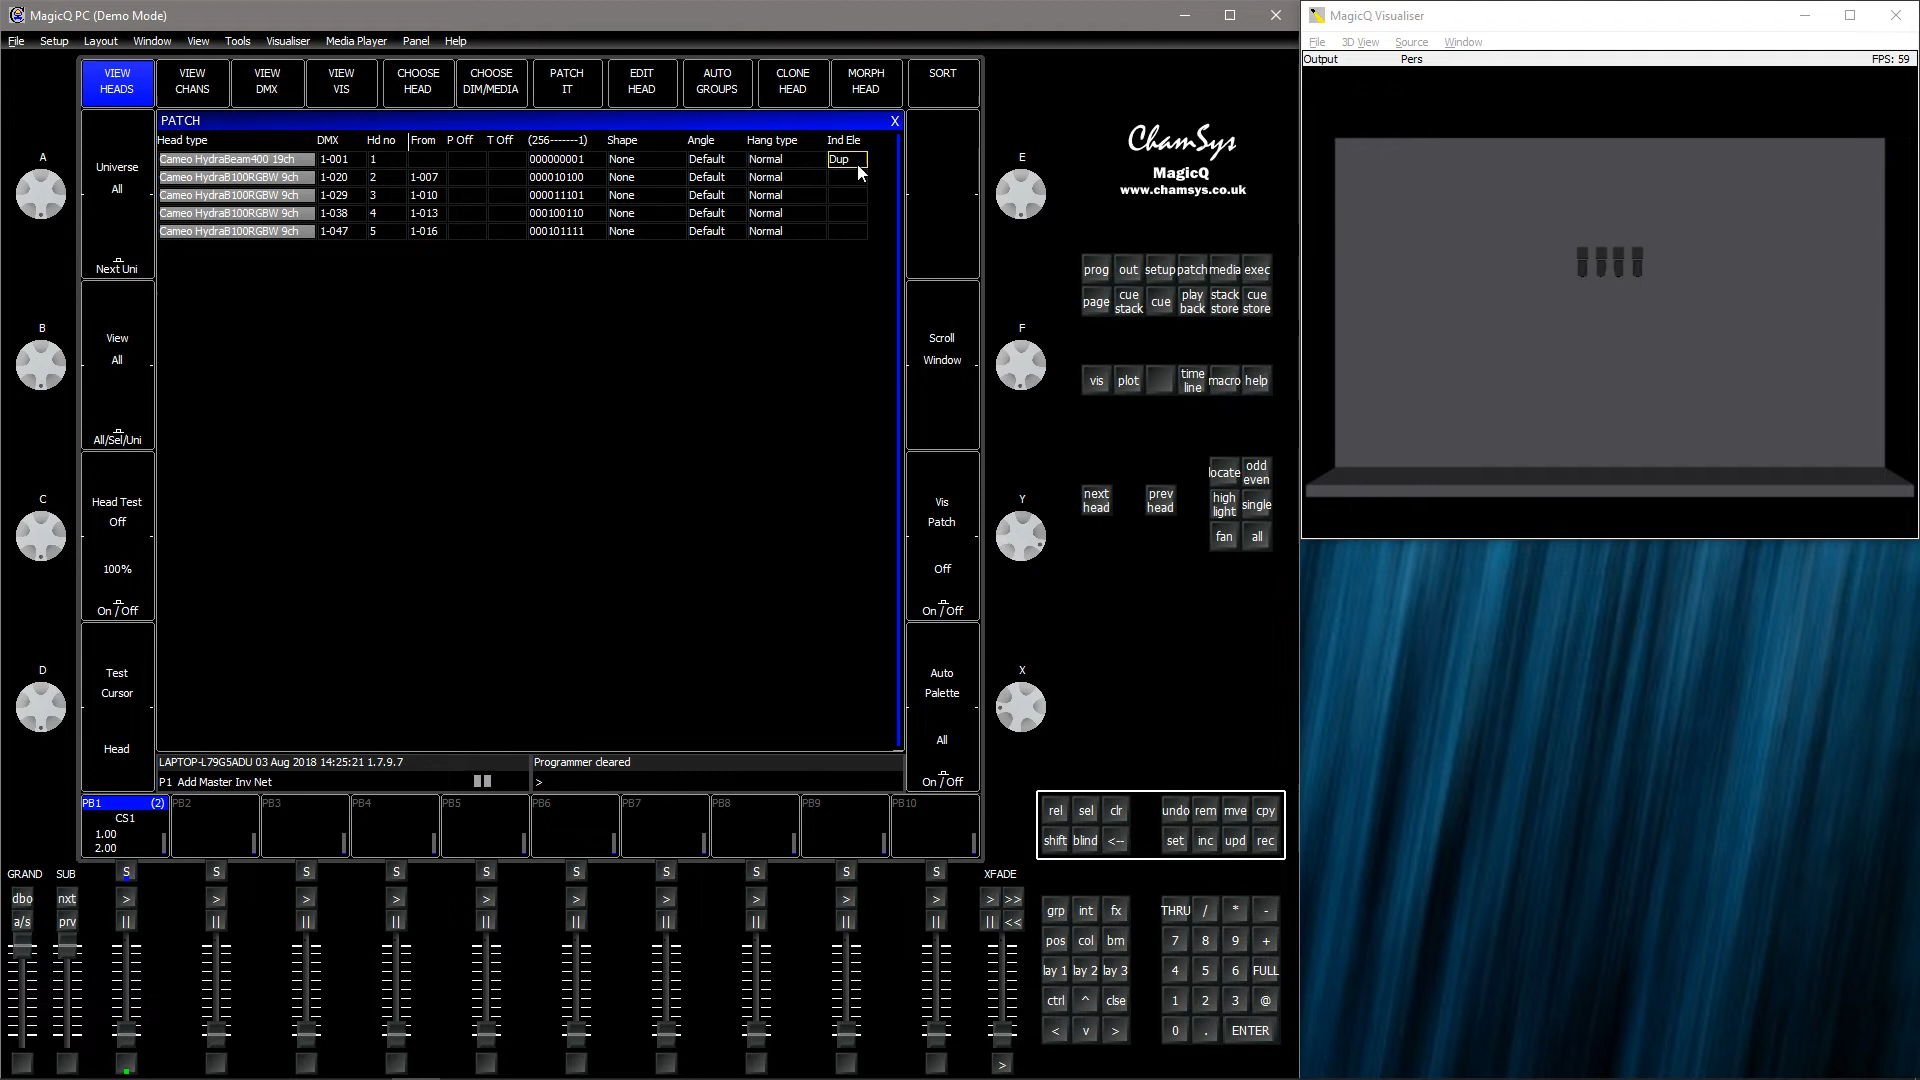 MagicQ PC (Demo Mode)
File Setup Layout Window View Tools Visualiser Media Player Panel Help
VIEW HEADS
VIEW CHANS
VIEW DMX
VIEW VIS
CHOOSE HEAD
CHOOSE DIM/MEDIA
PATCH IT
EDIT HEAD
AUTO GROUPS
CLONE HEAD
MORPH HEAD
SORT
PATCH X
Head type DMX Hd no From P Off T Off (256-------1) Shape Angle Hang type Ind Ele
Cameo HydraBeam400 19ch 1-001 1 000000001 None Default Normal Dup
Cameo HydraB100RGBW 9ch 1-020 2 1-007 000010100 None Default Normal
Cameo HydraB100RGBW 9ch 1-029 3 1-010 000011101 None Default Normal
Cameo HydraB100RGBW 9ch 1-038 4 1-013 000100110 None Default Normal
Cameo HydraB100RGBW 9ch 1-047 5 1-016 000101111 None Default Normal
A
Universe
All
Next Uni
B
View
All
All/Sel/Uni
C
Head Test
Off
100%
On / Off
D
Test
Cursor
Head
E
F
Scroll
Window
Y
Vis
Patch
Off
On / Off
X
Auto
Palette
All
On / Off
LAPTOP-L79G5ADU 03 Aug 2018 14:25:21 1.7.9.7
Programmer cleared
P1 Add Master Inv Net
>
PB1 (2) PB2 PB3 PB4 PB5 PB6 PB7 PB8 PB9 PB10
CS1
1.00
2.00
GRAND SUB S S S S S S S S S S XFADE
dbo nxt > > > > > > > > > > > >>
a/s prv || || || || || || || || || || || <<
>
ChamSys
MagicQ
www.chamsys.co.uk
prog out setup patch media exec
page cue stack cue play back stack store cue store
vis plot time line macro help
next head prev head
locate odd even
high light single
fan all
rel sel clr undo rem mve cpy
shift blind <-- set inc upd rec
grp int fx THRU / * -
pos col bm 7 8 9 +
lay 1 lay 2 lay 3 4 5 6 FULL
ctrl ^ clse 1 2 3 @
< v > 0 . ENTER
MagicQ Visualiser
File 3D View Source Window
Output Pers FPS: 59